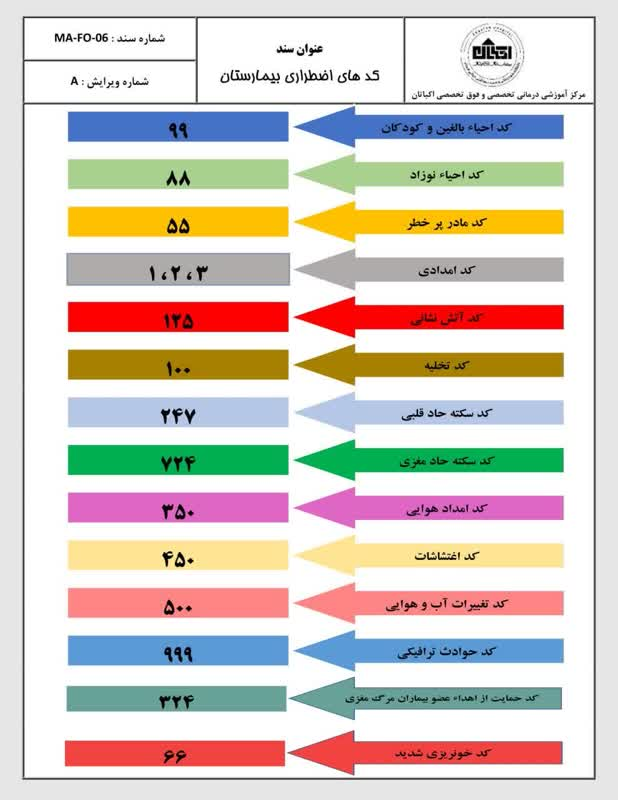 اکباتان
مرکز آموزشی درمانی تخصصی و فوق تخصصی اکباتان
عنوان سند
کد های اضطراری بیمارستان
شماره سند : MA-FO-06
شماره ویرایش : A
کد احیاء بالغین و کودکان ۹۹
کد احیاء نوزاد ۸۸
کد مادر پر خطر ۵۵
کد امدادی ۱ ، ۲ ، ۳
کد آتش نشانی ۱۲۵
کد تخلیه ۱۰۰
کد سکته حاد قلبی ۲۴۷
کد سکته حاد مغزی ۷۲۴
کد امداد هوایی ۳۵۰
کد اغتشاشات ۴۵۰
کد تغییرات آب و هوایی ۵۰۰
کد حوادث ترافیکی ۹۹۹
کد حمایت از اهداء عضو بیماران مرگ مغزی ۳۲۴
کد خونریزی شدید ۶۶